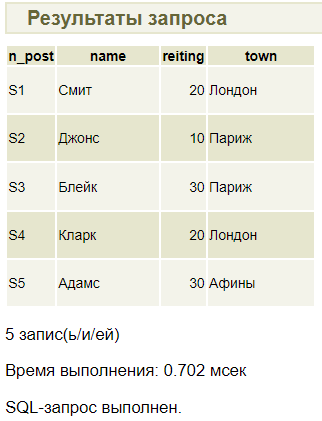 Результаты запроса
n_post name reiting town
S1 Смит 20 Лондон
S2 Джонс 10 Париж
S3 Блейк 30 Париж
S4 Кларк 20 Лондон
S5 Адамс 30 Афины
5 запис(ь/и/ей)
Время выполнения: 0.702 мсек
SQL-запрос выполнен.